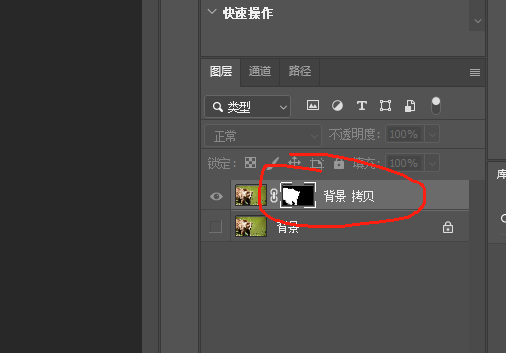 快速操作
图层 通道 路径
类型
正常 不透明度: 100%
锁定: 填充: 100%
背景 拷贝
背景
库